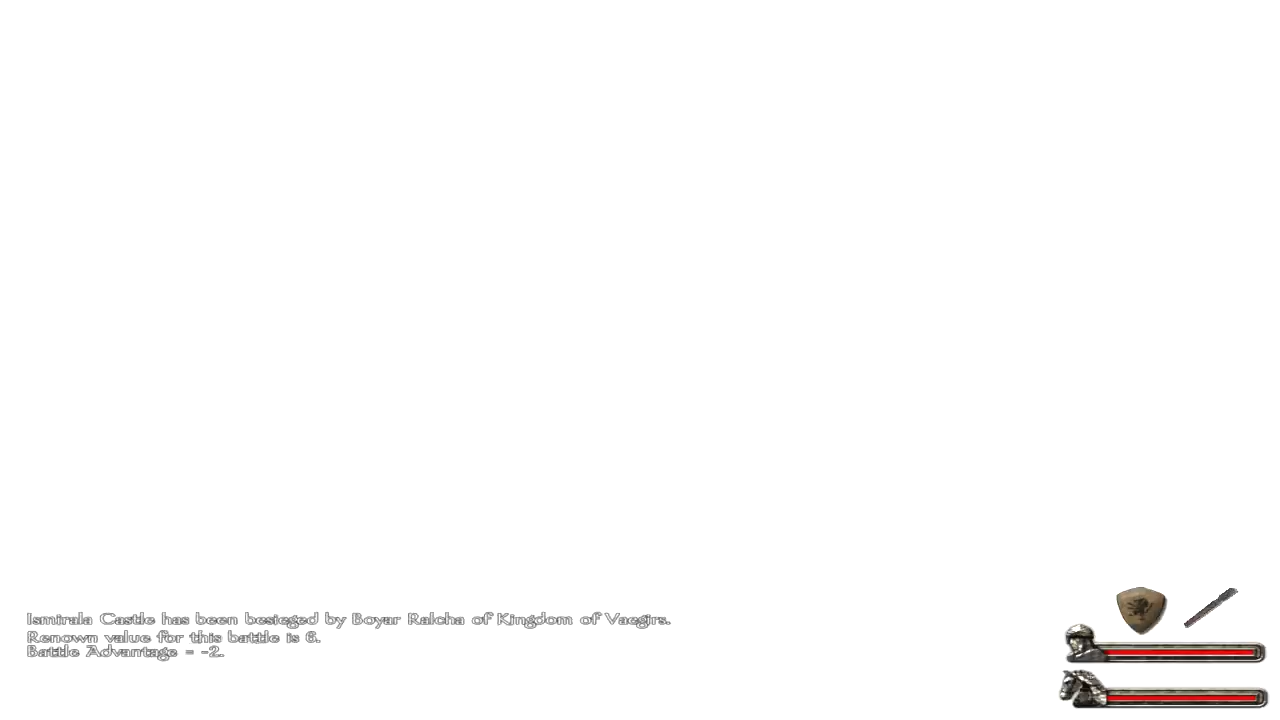 Ismirala Castle has been besieged by Boyar Ralcha of Kingdom of Vaegirs.
Renown value for this battle is 6.
Battle Advantage = -2.